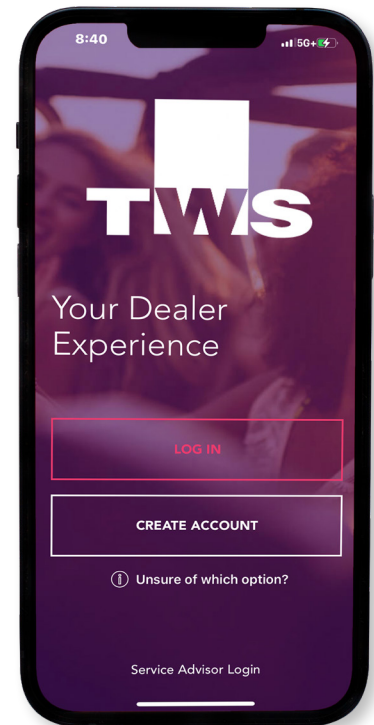 8:40
5G+
TWS
Your Dealer
Experience
LOG IN
CREATE ACCOUNT
Unsure of which option?
Service Advisor Login